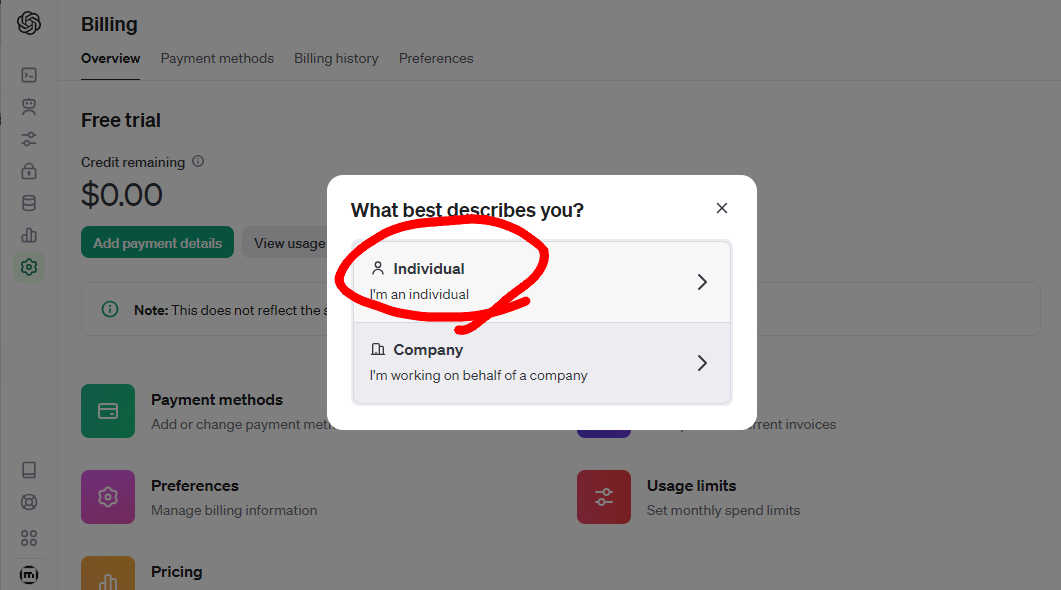 Billing
Overview Payment methods Billing history Preferences
Free trial
Credit remaining
$0.00
Add payment details View usage
Note: This does not reflect the
What best describes you?
Individual
I'm an individual
Company
I'm working on behalf of a company
Payment methods
Add or change payment
invoices
Preferences
Manage billing information
Usage limits
Set monthly spend limits
Pricing